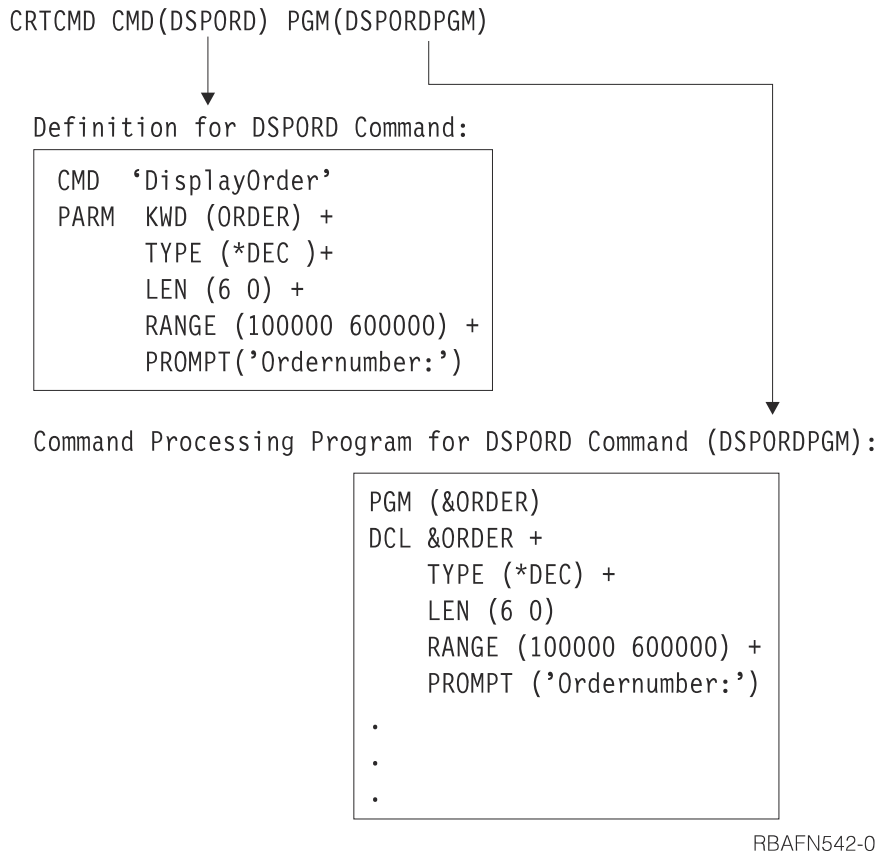 CRTCMD CMD(DSPORD) PGM(DSPORDPGM)
Definition for DSPORD Command:
CMD ‘DisplayOrder’
PARM KWD (ORDER) +
TYPE (*DEC )+
LEN (6 0) +
RANGE (100000 600000) +
PROMPT(’Ordernumber:’)
Command Processing Program for DSPORD Command (DSPORDPGM):
PGM (&ORDER)
DCL &ORDER +
TYPE (*DEC) +
LEN (6 0)
RANGE (100000 600000) +
PROMPT (’Ordernumber:’)
.
.
.
RBAFN542-0